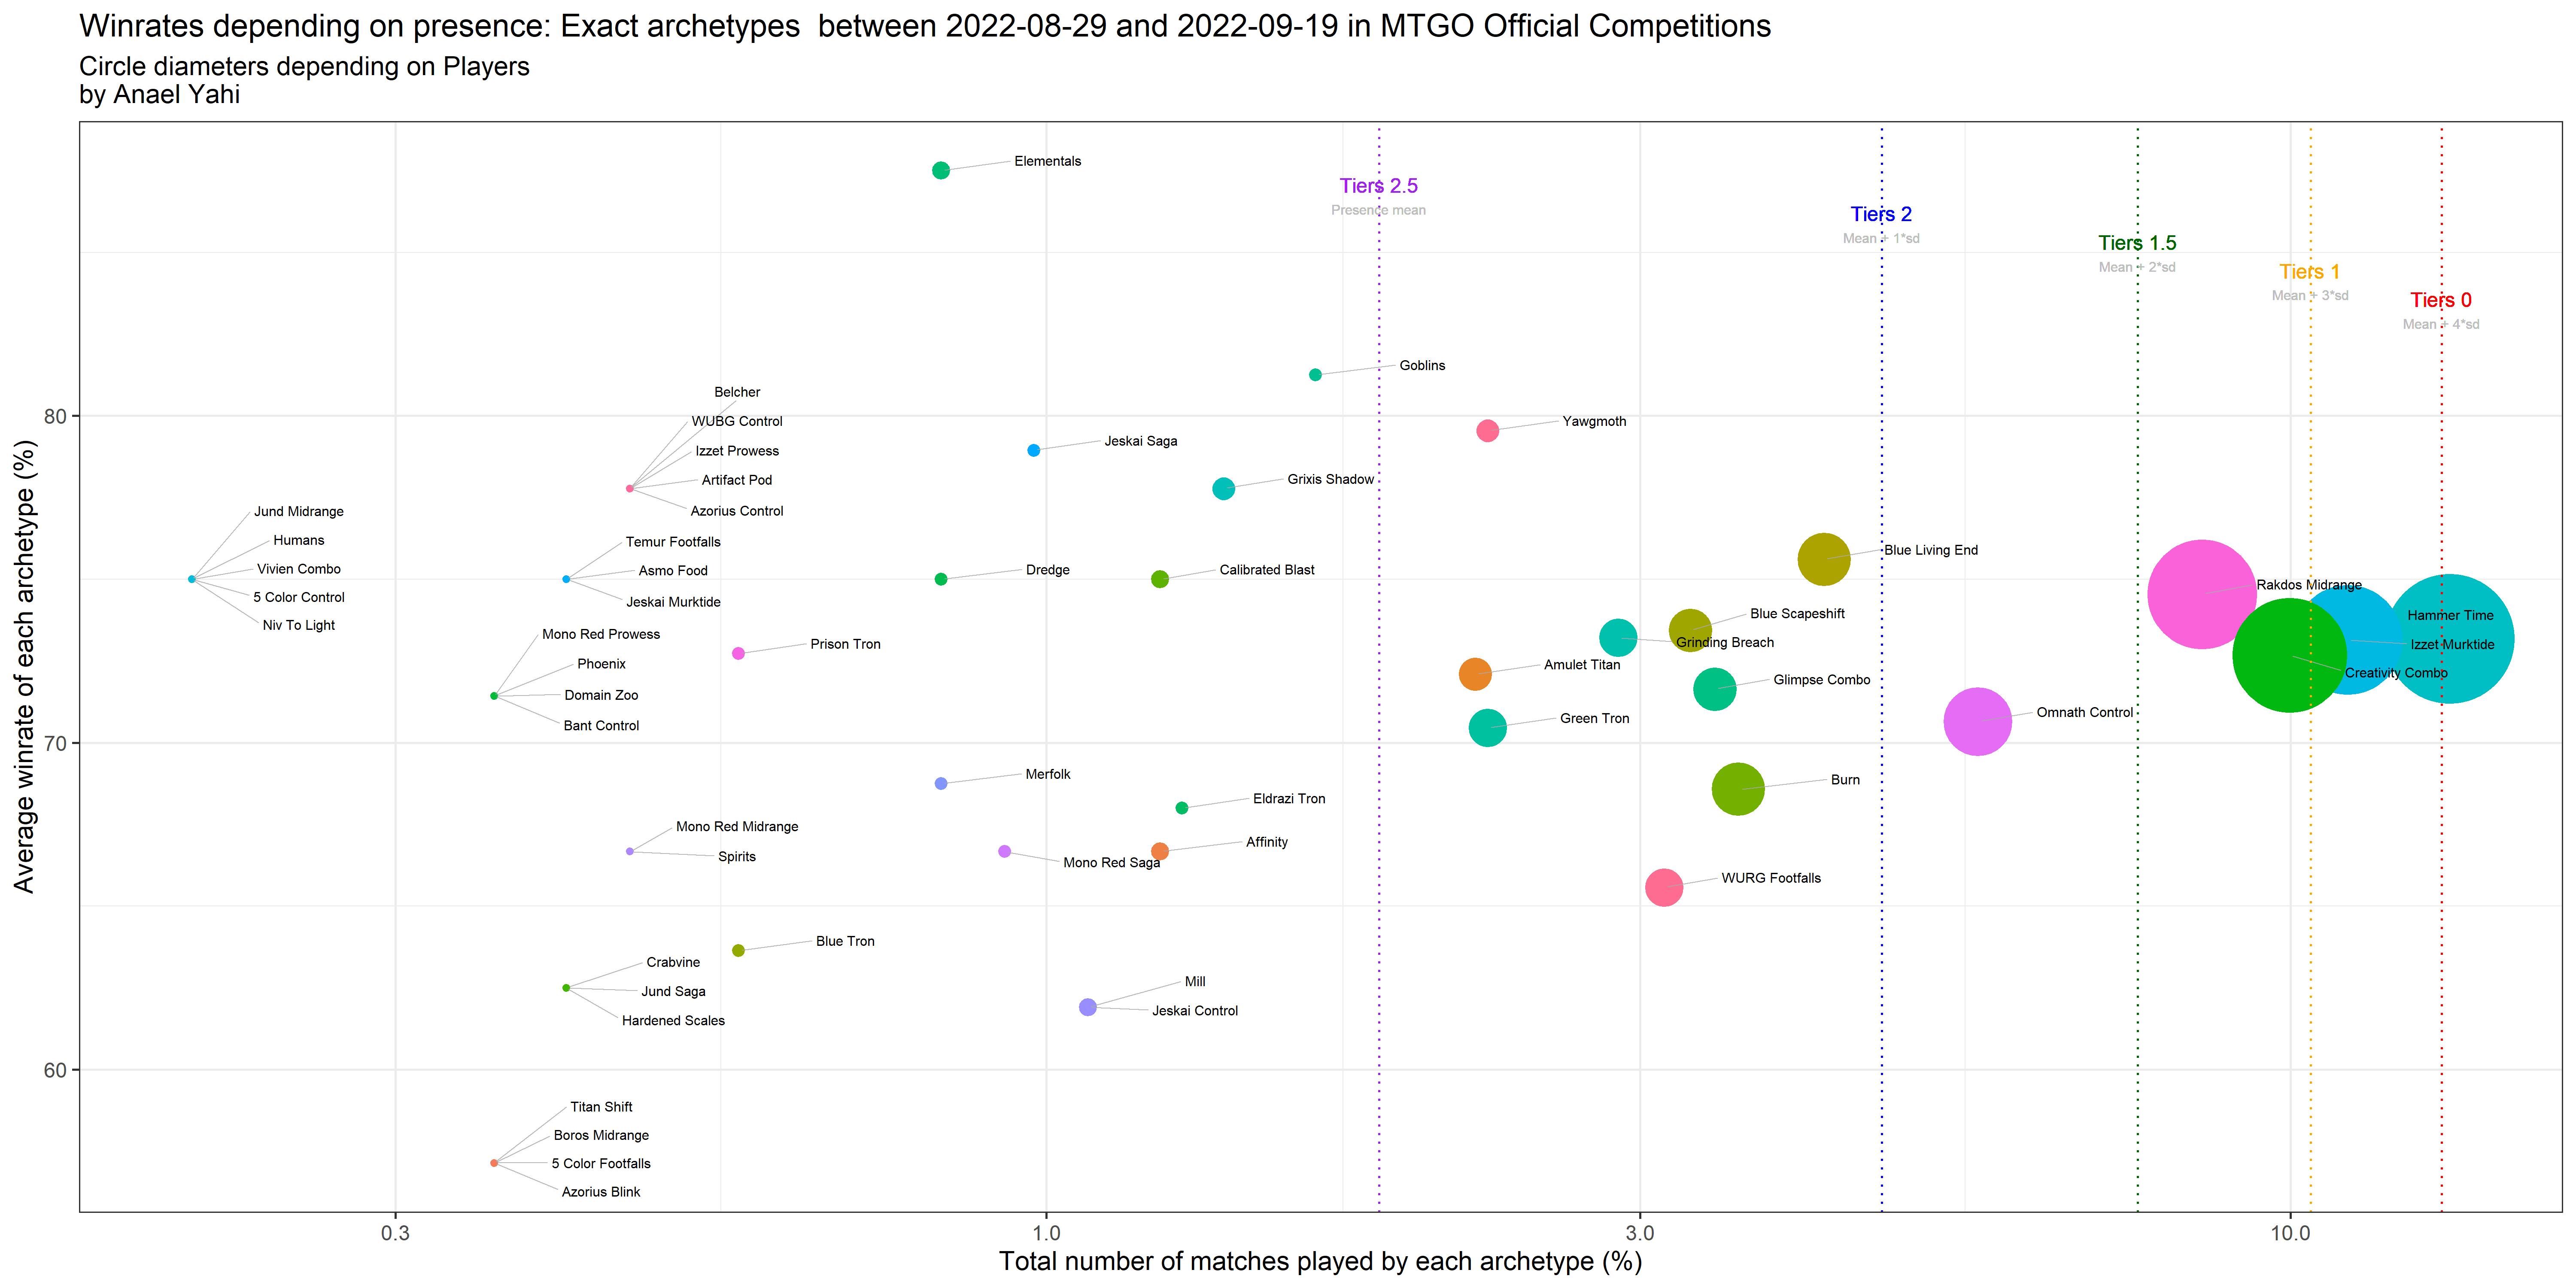 Winrates depending on presence: Exact archetypes  between 2022-08-29 and 2022-09-19 in MTGO Official Competitions
Circle diameters depending on Players
by Anael Yahi
Elementals
Tiers 2.5
Presence mean
Tiers 2
Mean + 1*sd
Tiers 1.5
Mean + 2*sd
Tiers 1
Mean + 3*sd
Tiers 0
Mean + 4*sd
Goblins
Belcher
WUBG Control
Izzet Prowess
Artifact Pod
Azorius Control
Jeskai Saga
Yawgmoth
Grixis Shadow
Jund Midrange
Humans
Vivien Combo
5 Color Control
Niv To Light
Temur Footfalls
Asmo Food
Jeskai Murktide
Dredge
Calibrated Blast
Blue Living End
Rakdos Midrange
Hammer Time
Izzet Murktide
Creativity Combo
Mono Red Prowess
Phoenix
Domain Zoo
Bant Control
Prison Tron
Blue Scapeshift
Grinding Breach
Amulet Titan
Glimpse Combo
Green Tron
Omnath Control
Merfolk
Eldrazi Tron
Burn
Mono Red Midrange
Spirits
Mono Red Saga
Affinity
WURG Footfalls
Blue Tron
Crabvine
Jund Saga
Hardened Scales
Mill
Jeskai Control
Titan Shift
Boros Midrange
5 Color Footfalls
Azorius Blink
80
70
60
Average winrate of each archetype (%)
0.3
1.0
3.0
10.0
Total number of matches played by each archetype (%)